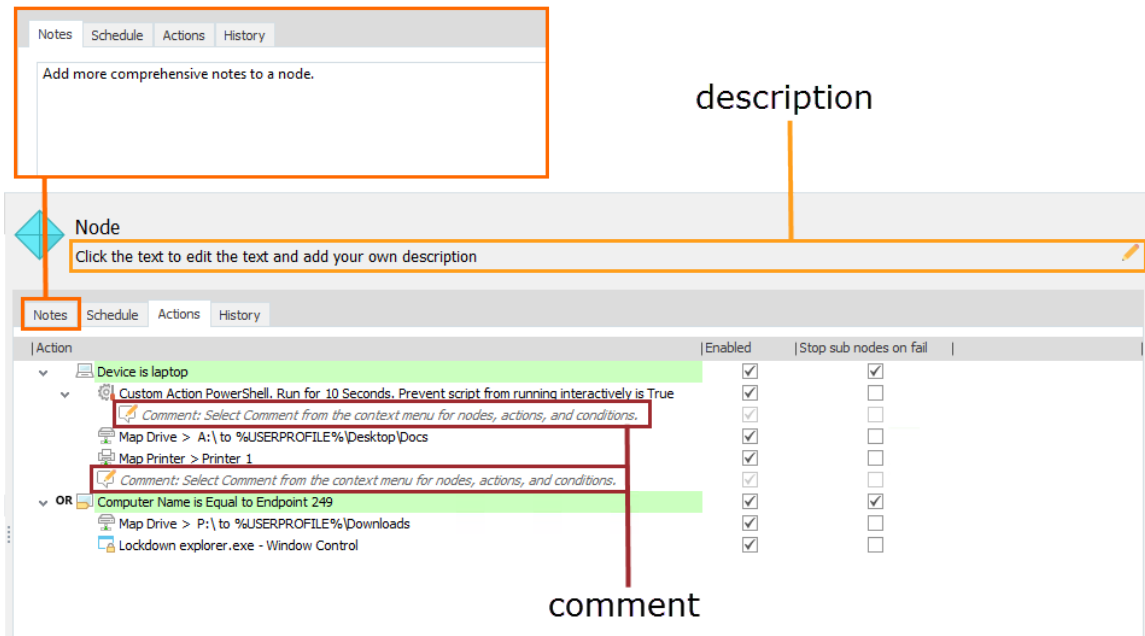 Notes Schedule Actions History
Add more comprehensive notes to a node.
description
Node
Click the text to edit the text and add your own description
Notes Schedule Actions History
|Action |Enabled |Stop sub nodes on fail | |
Device is laptop
Custom Action PowerShell. Run for 10 Seconds. Prevent script from running interactively is True
Comment: Select Comment from the context menu for nodes, actions, and conditions.
Map Drive > A:\ to %USERPROFILE%\Desktop\Docs
Map Printer > Printer 1
Comment: Select Comment from the context menu for nodes, actions, and conditions.
OR Computer Name is Equal to Endpoint 249
Map Drive > P:\ to %USERPROFILE%\Downloads
Lockdown explorer.exe - Window Control
comment